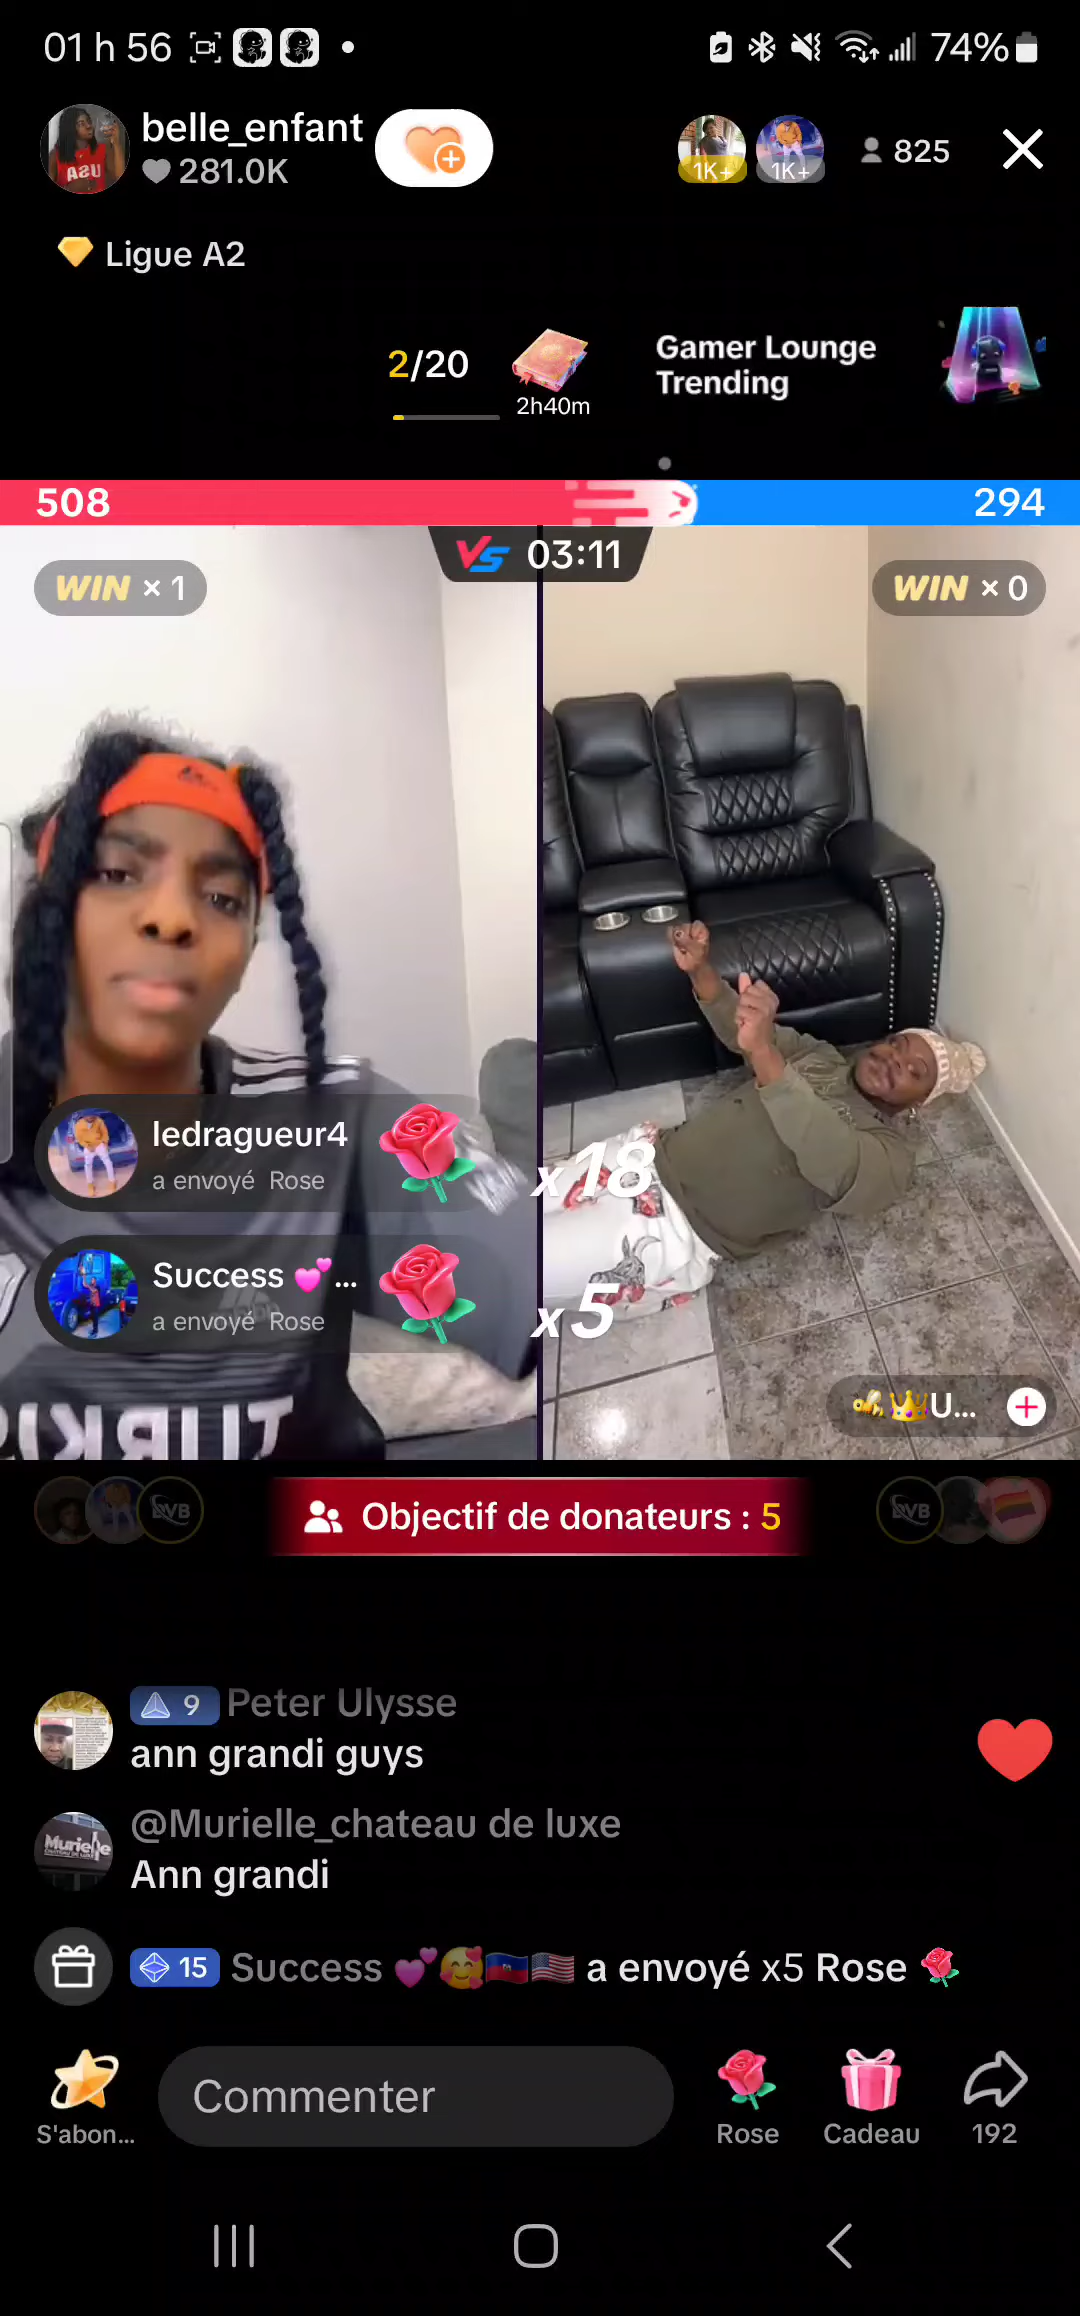 01 h 56
74%
belle_enfant
281.0K
1K+
1K+
825
Ligue A2
2/20
2h40m
Gamer Lounge
Trending
508
294
VS 03:11
WIN × 1
WIN × 0
ledragueur4
a envoyé Rose
x18
Success 💕...
a envoyé Rose
x5
🐝👑U...
Objectif de donateurs : 5
9 Peter Ulysse
ann grandi guys
@Murielle_chateau de luxe
Ann grandi
15 Success 💕🥰🇭🇹🇺🇸 a envoyé x5 Rose 🌹
Commenter
S'abon...
Rose
Cadeau
192